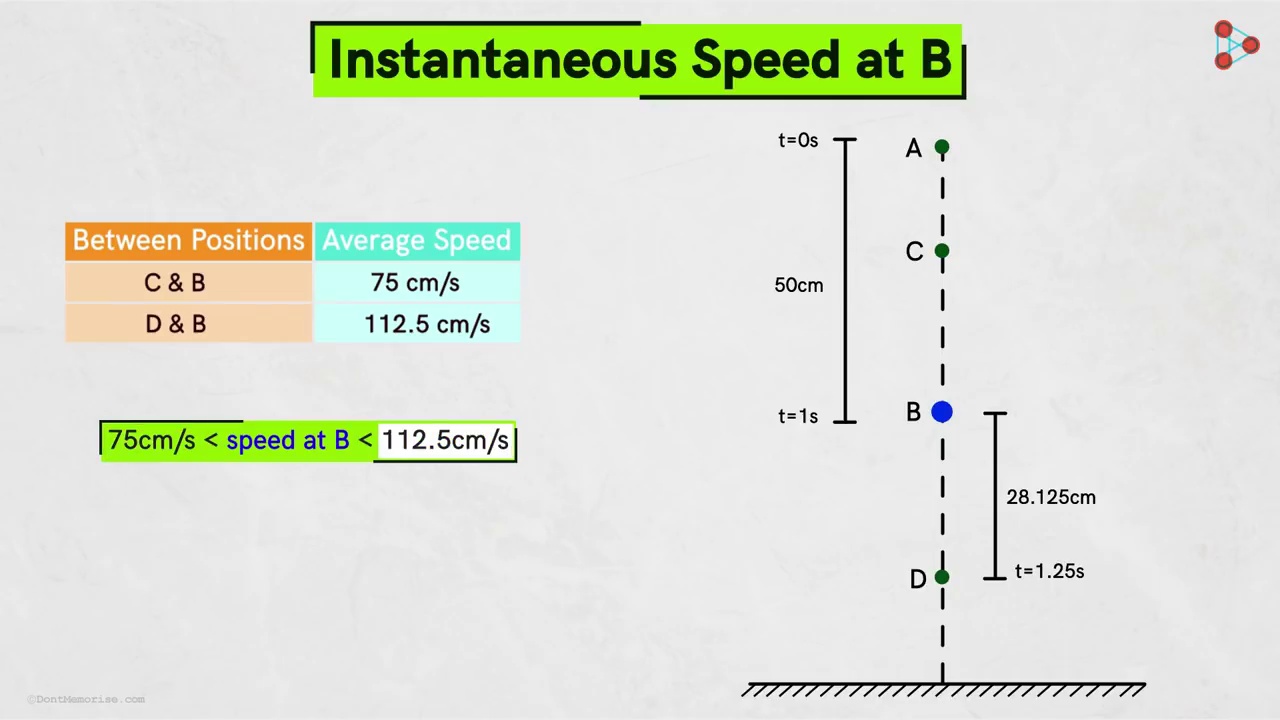 Instantaneous Speed at B
t=0s
A
Between Positions Average Speed
C
C & B 75 cm/s
50cm
D & B 112.5 cm/s
t=1s
B
75cm/s < speed at B < 112.5cm/s
28.125cm
D
t=1.25s
©DontMemorise.com